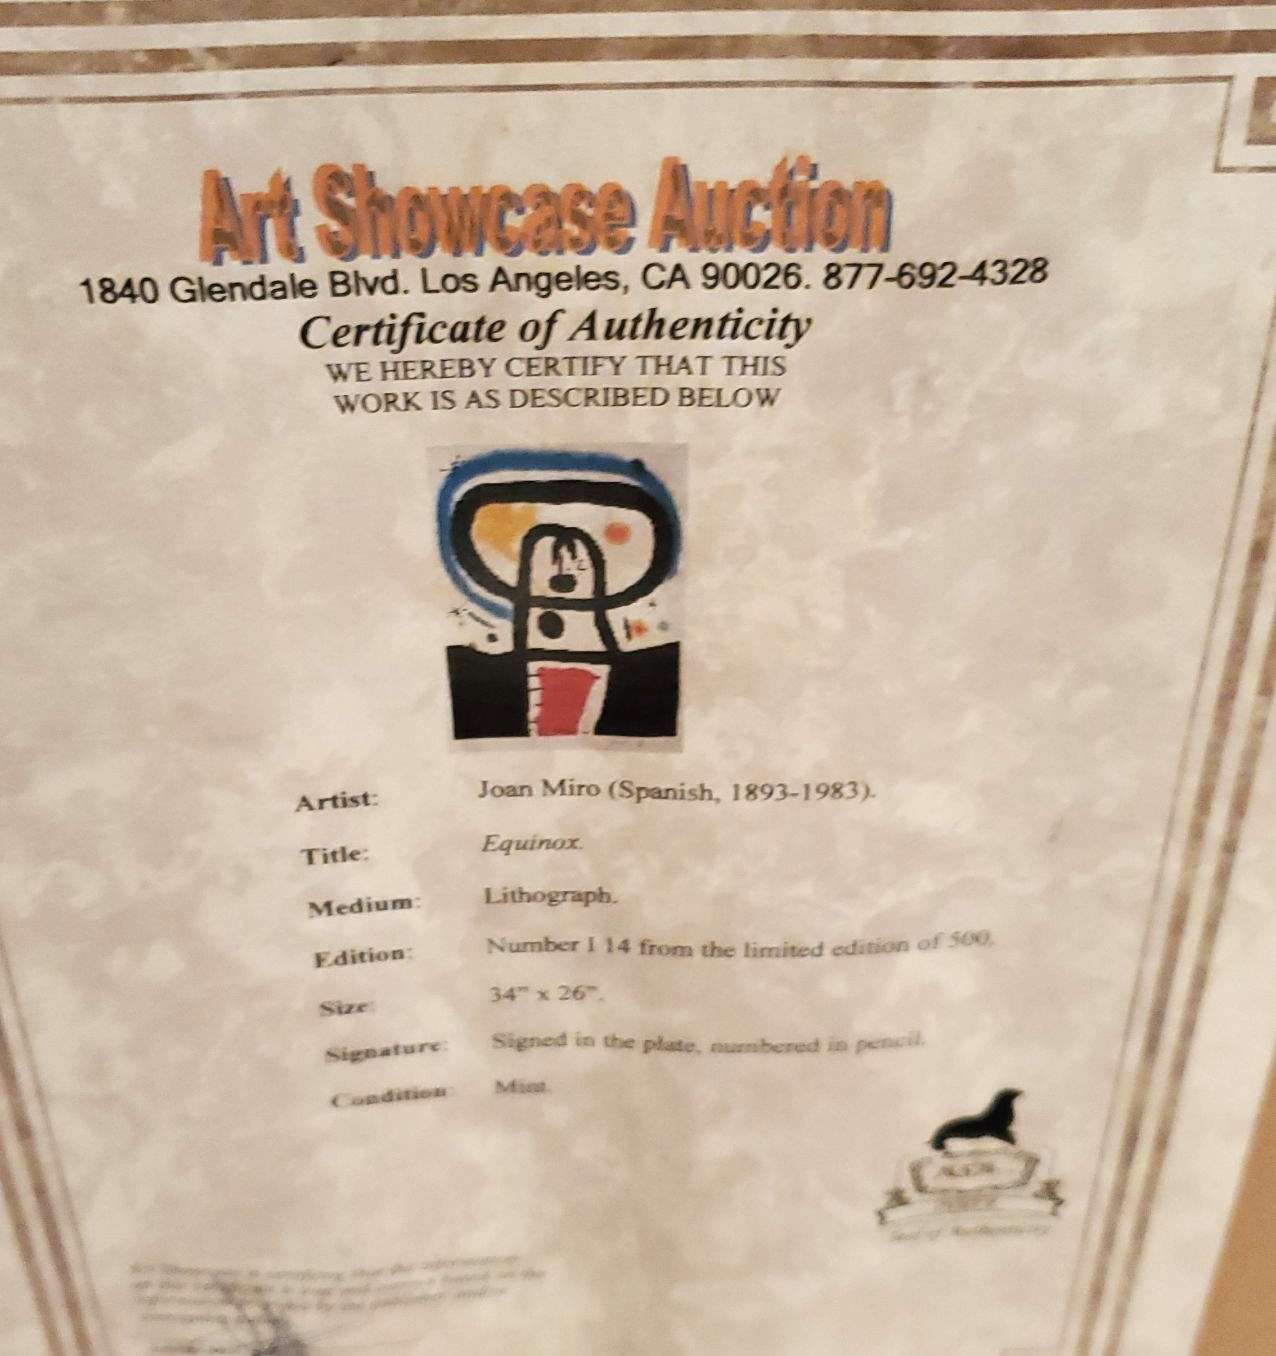 Art Showcase Auction
1840 Glendale Blvd. Los Angeles, CA 90026. 877-692-4328
Certificate of Authenticity
WE HEREBY CERTIFY THAT THIS
WORK IS AS DESCRIBED BELOW
Artist: Joan Miro (Spanish, 1893-1983).
Title: Equinox.
Medium: Lithograph.
Edition: Number I 14 from the limited edition of 500.
Size: 34" x 26".
Signature: Signed in the plate, numbered in pencil.
Condition: Mint.
Seal of Authenticity